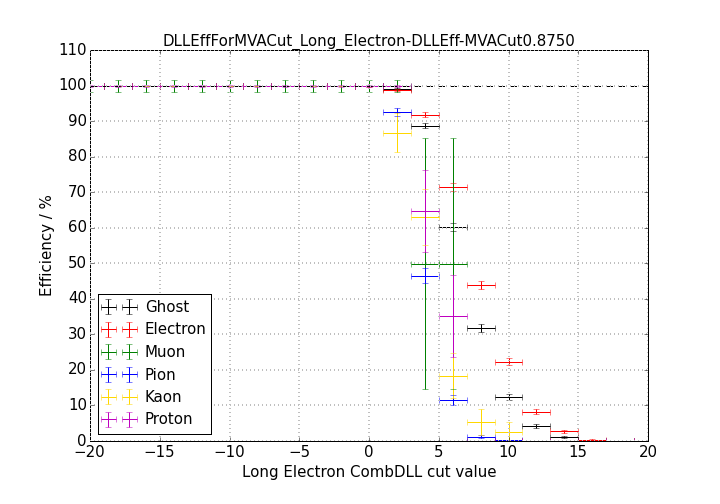 DLLEffForMVACut_Long_Electron-DLLEff-MVACut0.8750
110
100
90
80
70
60
50
40
30
20
10
0
Efficiency / %
Ghost
Electron
Muon
Pion
Kaon
Proton
−20 −15 −10 −5 0 5 10 15 20
Long Electron CombDLL cut value